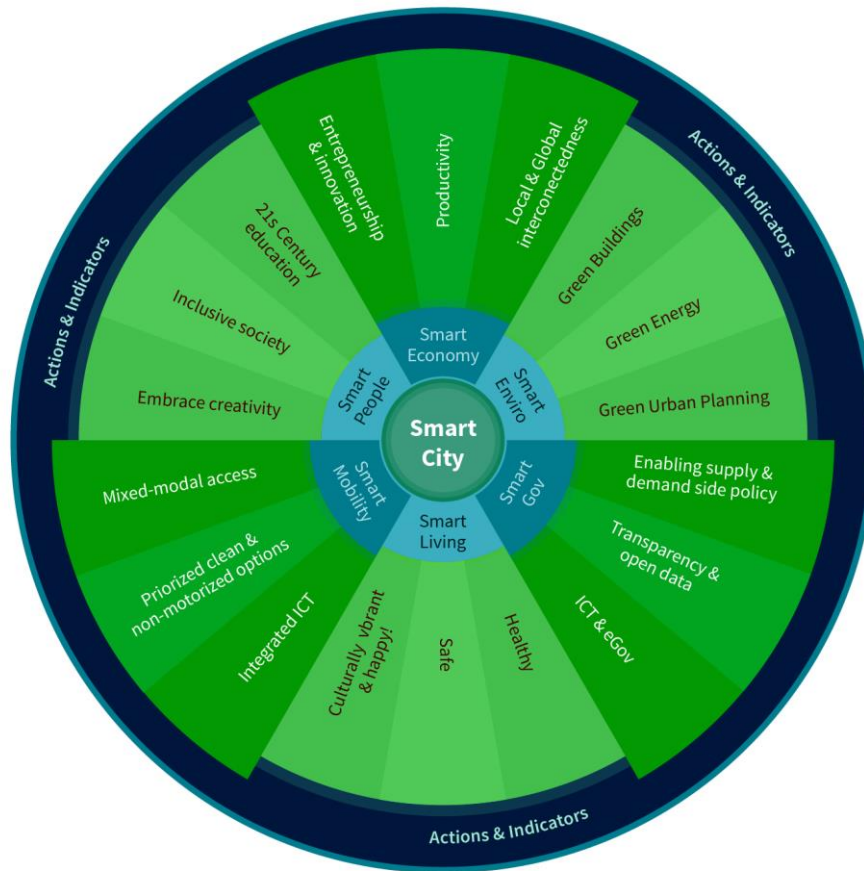 Smart
City
Smart
Economy
Entrepreneurship
& innovation
Productivity
Local & Global
interconnectedness
Smart
Enviro
Green Buildings
Green Energy
Green Urban Planning
Smart
Gov
Enabling supply &
demand side policy
Transparency &
open data
ICT & eGov
Smart
Living
Healthy
Safe
Culturally vbrant
& happy!
Smart
Mobility
Integrated ICT
Priorized clean &
non-motorized options
Mixed-modal access
Smart
People
Embrace creativity
Inclusive society
21s Century
education
Actions & Indicators
Actions & Indicators
Actions & Indicators